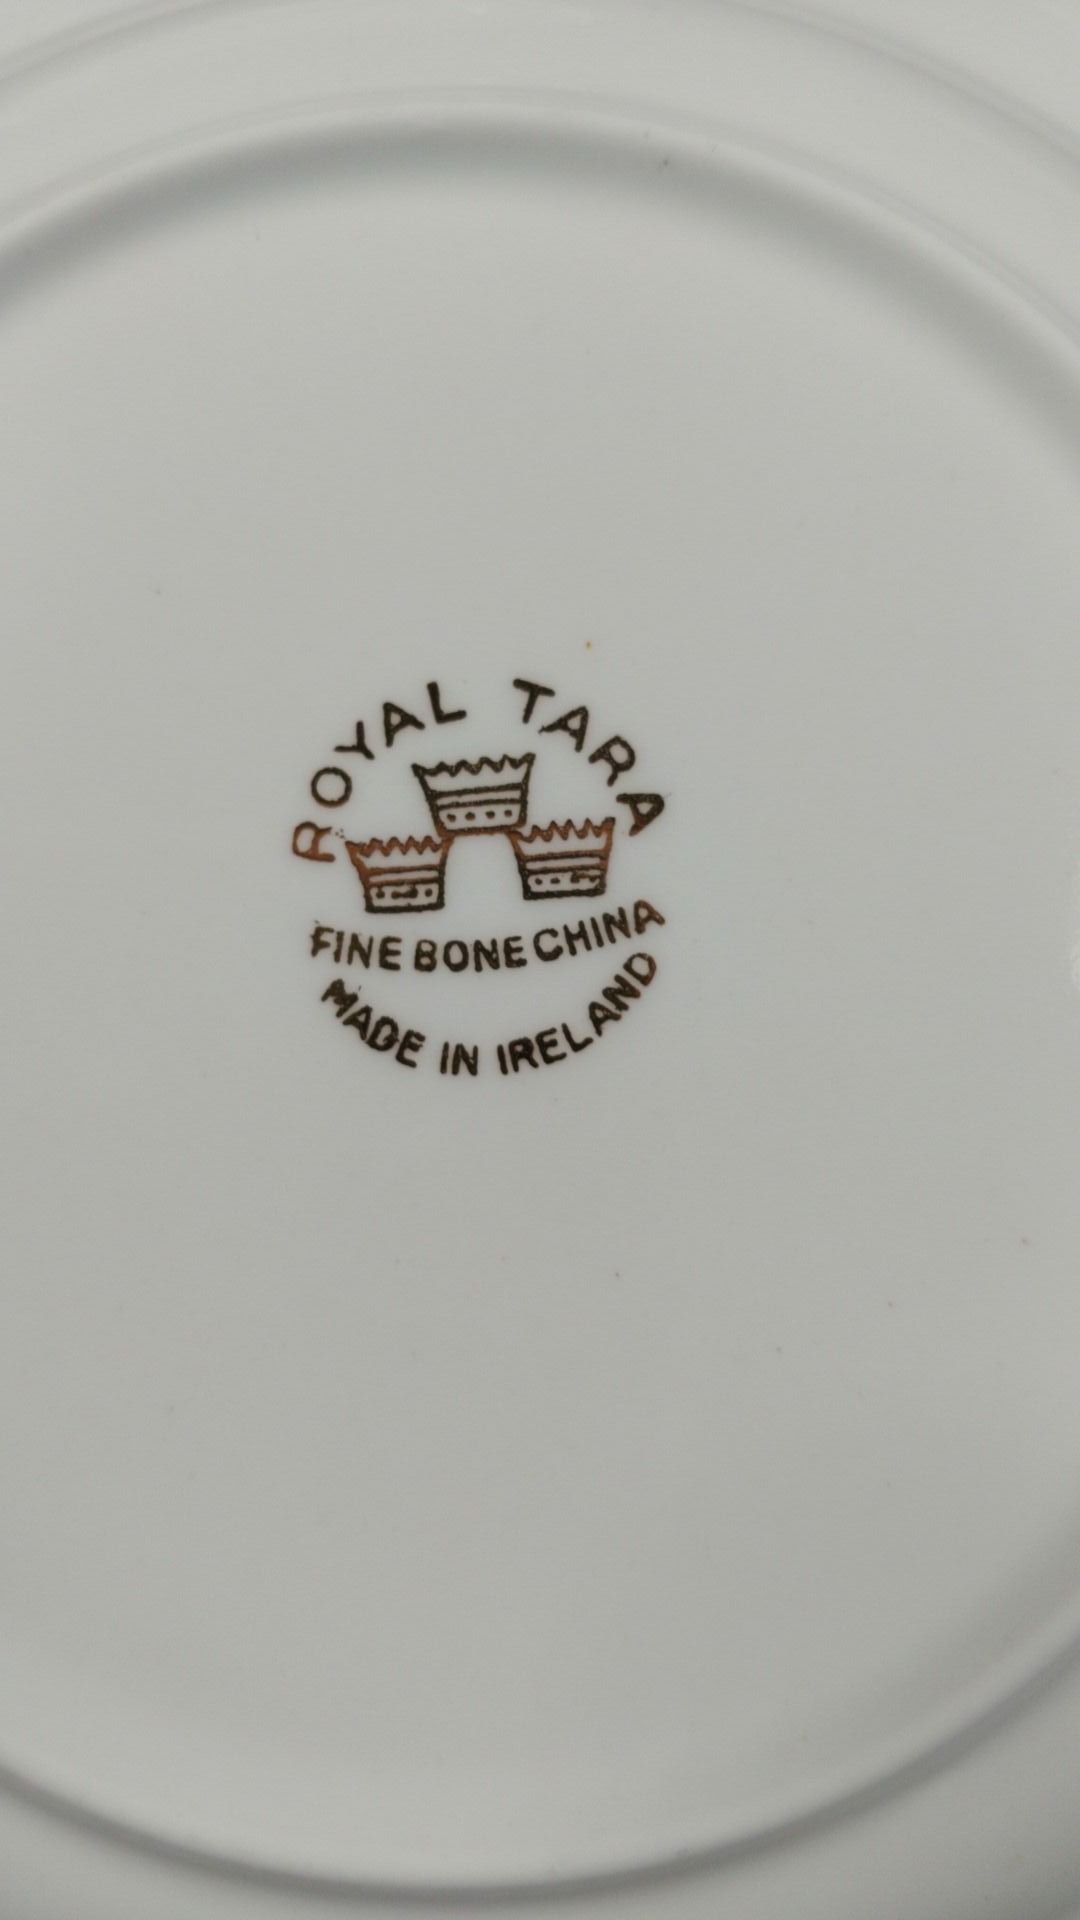 ROYAL TARA
FINE BONE CHINA
MADE IN IRELAND